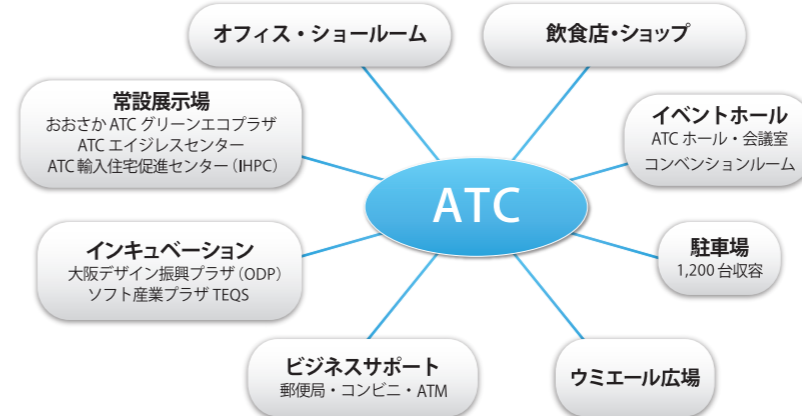 オフィス・ショールーム
飲食店・ショップ
常設展示場
おおさか ATC グリーンエコプラザ
ATC エイジレスセンター
ATC 輸入住宅促進センター(IHPC)
イベントホール
ATC ホール・会議室
コンベンションルーム
ATC
インキュベーション
大阪デザイン振興プラザ(ODP)
ソフト産業プラザ TEQS
駐車場
1,200 台収容
ビジネスサポート
郵便局・コンビニ・ATM
ウミエール広場